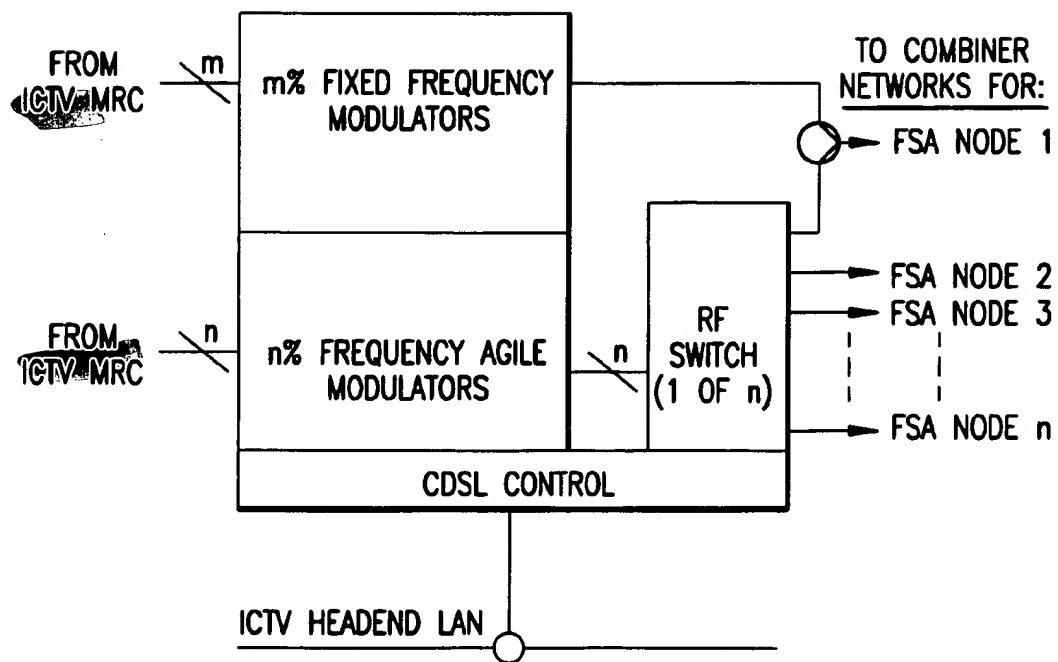 FROM
ICTV MRC
m
m% FIXED FREQUENCY
MODULATORS
TO COMBINER
NETWORKS FOR:
FSA NODE 1
FROM
ICTV MRC
n
n% FREQUENCY AGILE
MODULATORS
n
RF
SWITCH
(1 OF n)
FSA NODE 2
FSA NODE 3
FSA NODE n
CDSL CONTROL
ICTV HEADEND LAN